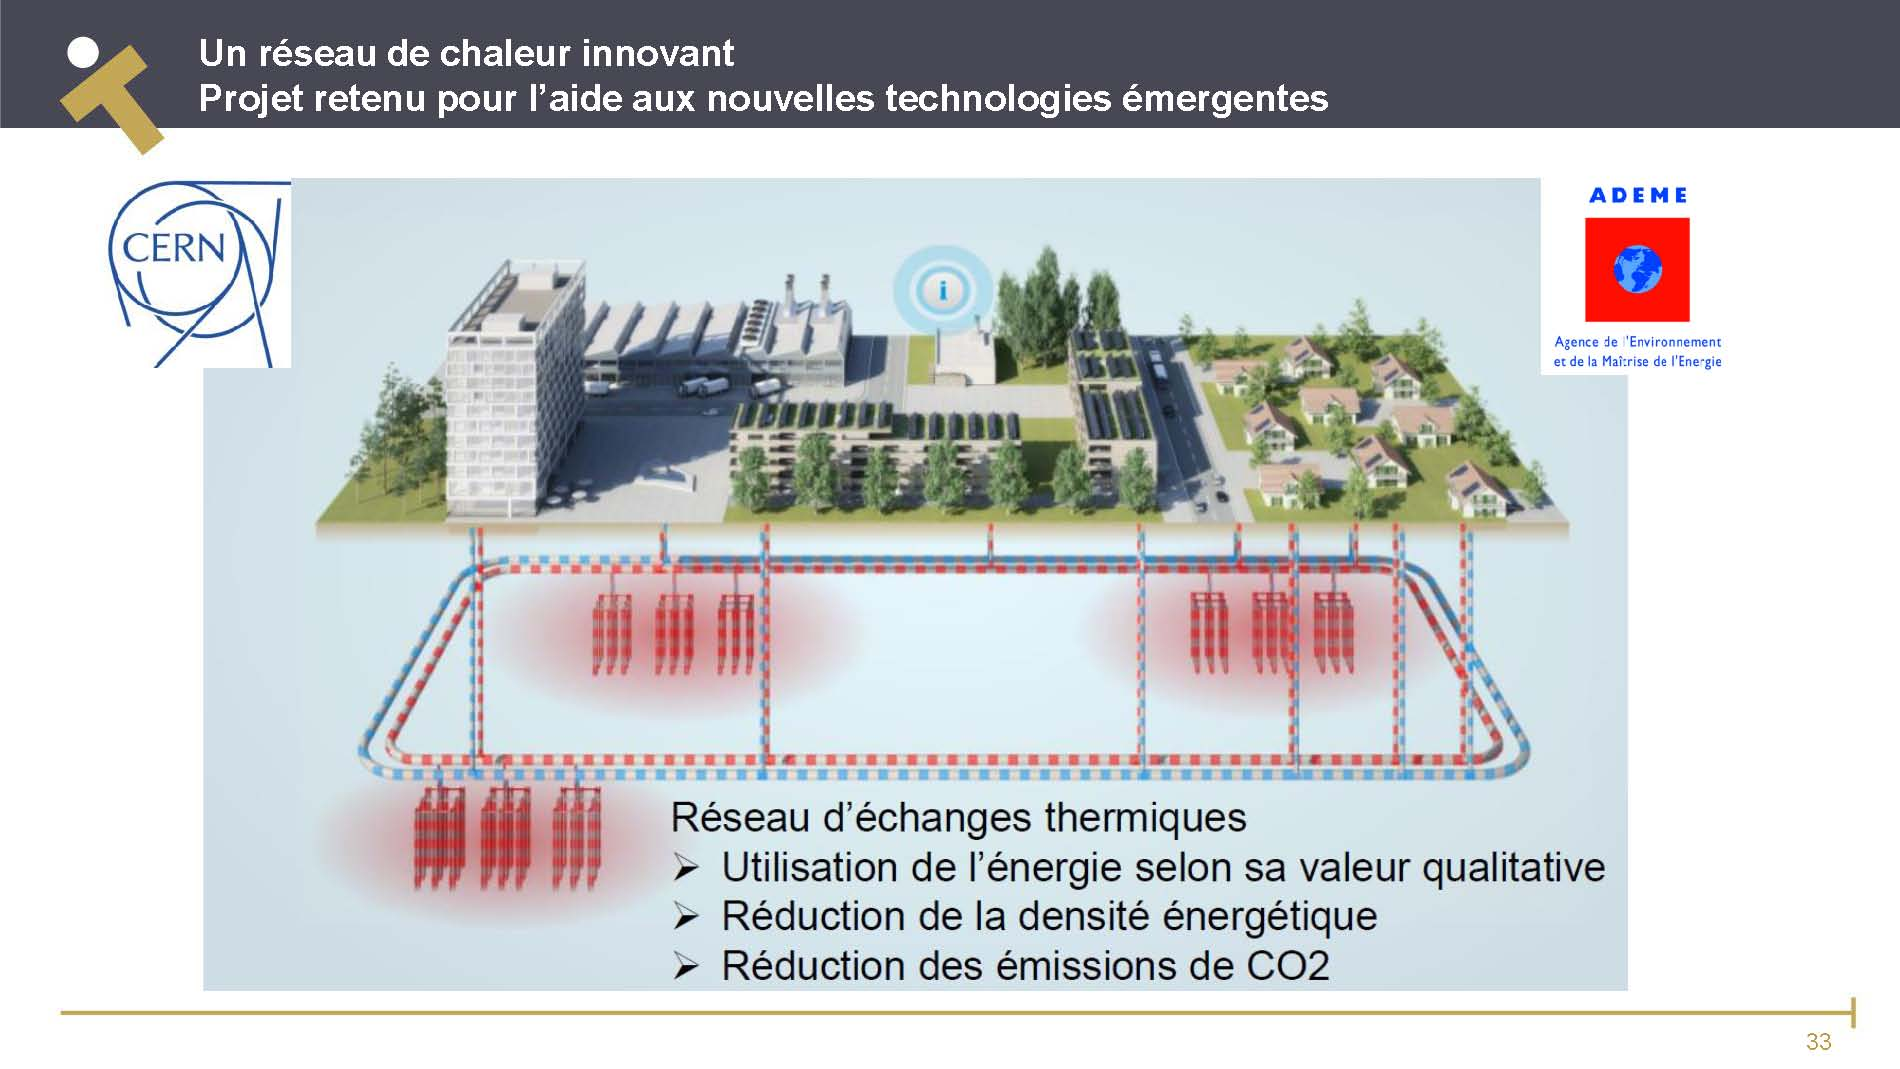 Un réseau de chaleur innovant
Projet retenu pour l’aide aux nouvelles technologies émergentes
CERN
ADEME
Agence de l'Environnement
et de la Maîtrise de l'Energie
i
Réseau d’échanges thermiques
➢ Utilisation de l’énergie selon sa valeur qualitative
➢ Réduction de la densité énergétique
➢ Réduction des émissions de CO2
33